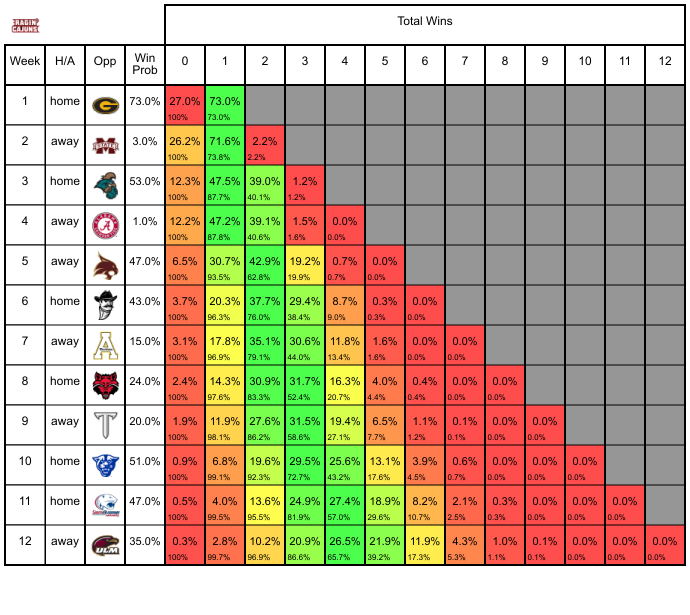 RAGIN' CAJUNS
Total Wins
Week H/A Opp Win Prob 0 1 2 3 4 5 6 7 8 9 10 11 12
1 home G 73.0% 27.0% 73.0%
100% 73.0%
2 away M STATE 3.0% 26.2% 71.6% 2.2%
100% 73.8% 2.2%
3 home 53.0% 12.3% 47.5% 39.0% 1.2%
100% 87.7% 40.1% 1.2%
4 away A 1.0% 12.2% 47.2% 39.1% 1.5% 0.0%
100% 87.8% 40.6% 1.6% 0.0%
5 away 47.0% 6.5% 30.7% 42.9% 19.2% 0.7% 0.0%
100% 93.5% 62.8% 19.9% 0.7% 0.0%
6 home 43.0% 3.7% 20.3% 37.7% 29.4% 8.7% 0.3% 0.0%
100% 96.3% 76.0% 38.4% 9.0% 0.3% 0.0%
7 away A 15.0% 3.1% 17.8% 35.1% 30.6% 11.8% 1.6% 0.0% 0.0%
100% 96.9% 79.1% 44.0% 13.4% 1.6% 0.0% 0.0%
8 home 24.0% 2.4% 14.3% 30.9% 31.7% 16.3% 4.0% 0.4% 0.0% 0.0%
100% 97.6% 83.3% 52.4% 20.7% 4.4% 0.4% 0.0% 0.0%
9 away T 20.0% 1.9% 11.9% 27.6% 31.5% 19.4% 6.5% 1.1% 0.1% 0.0% 0.0%
100% 98.1% 86.2% 58.6% 27.1% 7.7% 1.2% 0.1% 0.0% 0.0%
10 home 51.0% 0.9% 6.8% 19.6% 29.5% 25.6% 13.1% 3.9% 0.6% 0.0% 0.0% 0.0%
100% 99.1% 92.3% 72.7% 43.2% 17.6% 4.5% 0.7% 0.0% 0.0% 0.0%
11 home 47.0% 0.5% 4.0% 13.6% 24.9% 27.4% 18.9% 8.2% 2.1% 0.3% 0.0% 0.0% 0.0%
100% 99.5% 95.5% 81.9% 57.0% 29.6% 10.7% 2.5% 0.3% 0.0% 0.0% 0.0%
12 away ULM 35.0% 0.3% 2.8% 10.2% 20.9% 26.5% 21.9% 11.9% 4.3% 1.0% 0.1% 0.0% 0.0% 0.0%
100% 99.7% 96.9% 86.6% 65.7% 39.2% 17.3% 5.3% 1.1% 0.1% 0.0% 0.0% 0.0%